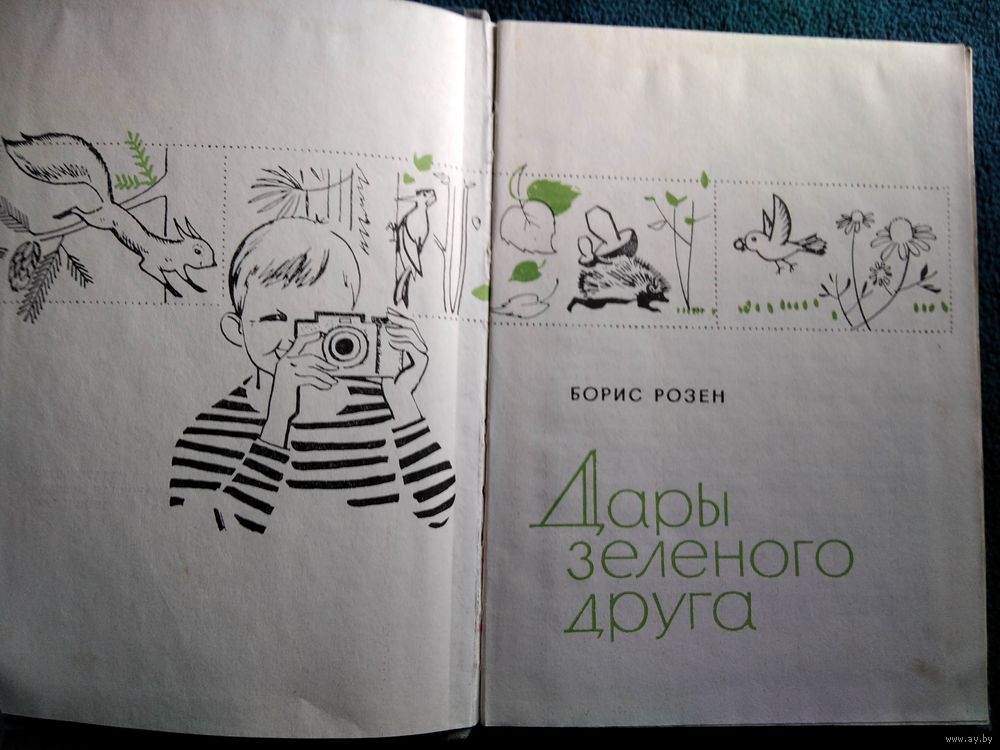 БОРИС РОЗЕН
Дары
зеленого
друга
www.ay.by